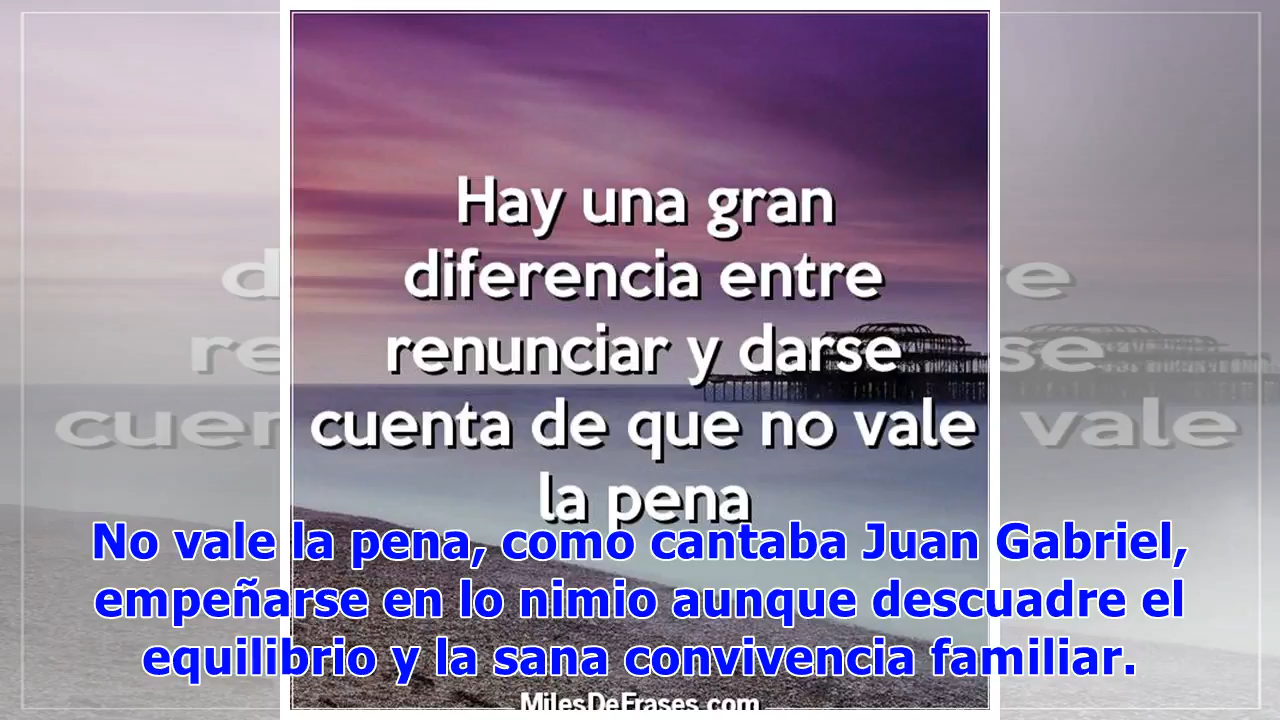 Hay una gran
diferencia entre
renunciar y darse
cuenta de que no vale
la pena
No vale la pena, como cantaba Juan Gabriel,
empeñarse en lo nimio aunque descuadre el
equilibrio y la sana convivencia familiar.
MilesDeFrases.com